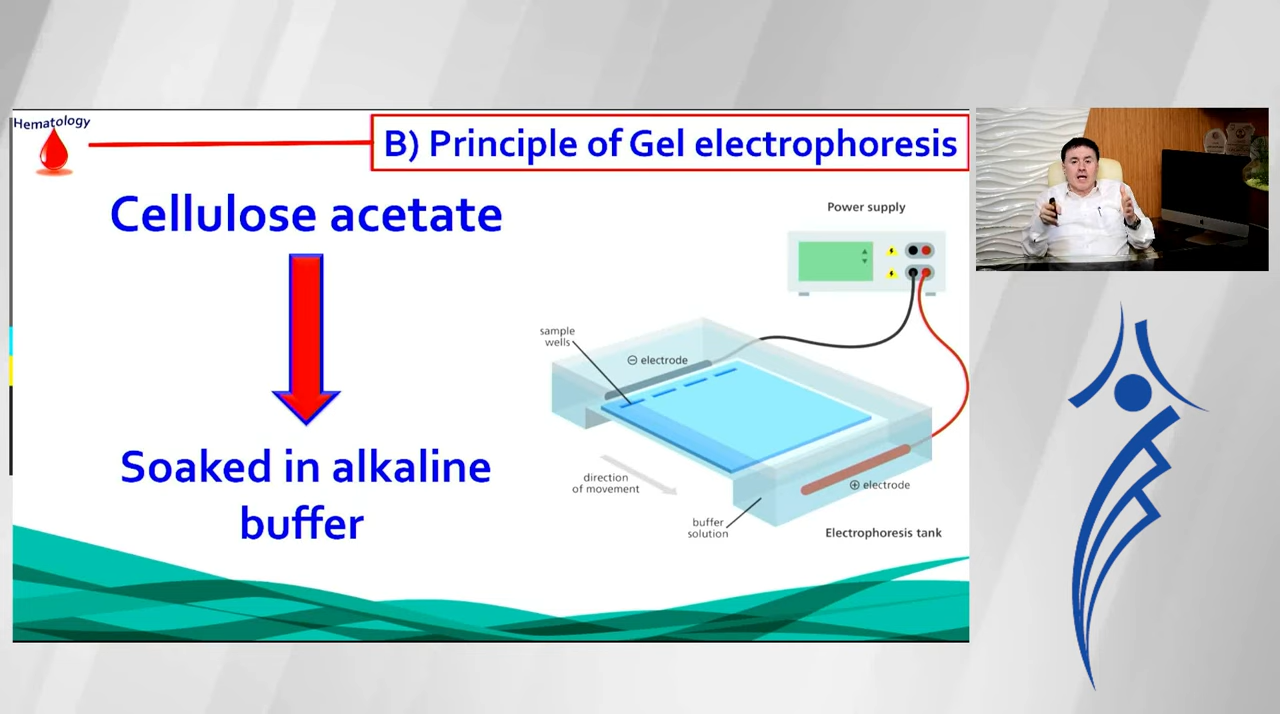 Hematology
B) Principle of Gel electrophoresis
Cellulose acetate
Soaked in alkaline
buffer
Power supply
sample
wells
⊖ electrode
direction
of movement
⊕ electrode
buffer
solution
Electrophoresis tank